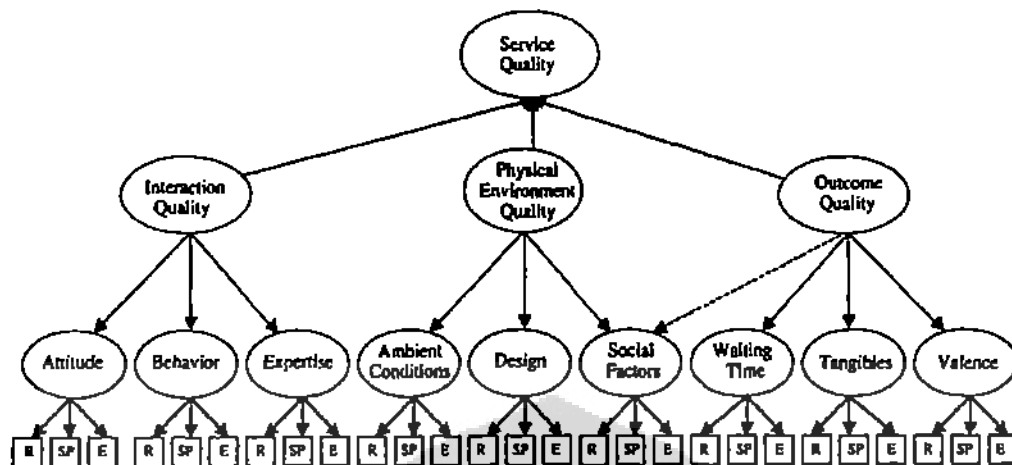 Service
Quality
Interaction
Quality
Physical
Environment
Quality
Outcome
Quality
Attitude
Behavior
Expertise
Ambient
Conditions
Design
Social
Factors
Waiting
Time
Tangibles
Valence
R SP E R SP E R SP E R SP E R SP E R SP E R SP E R SP E R SP E